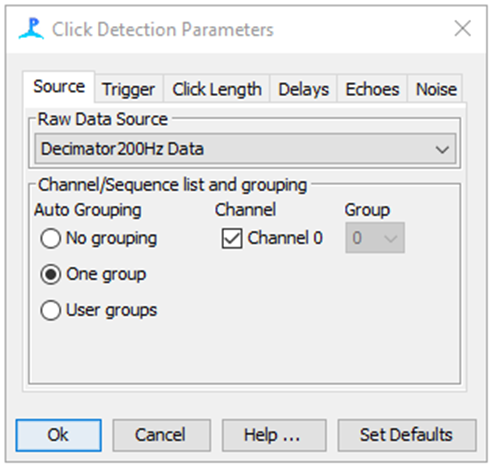 Click Detection Parameters
Source Trigger Click Length Delays Echoes Noise
Raw Data Source
Decimator200Hz Data
Channel/Sequence list and grouping
Auto Grouping Channel Group
No grouping Channel 0 0
One group
User groups
Ok Cancel Help ... Set Defaults